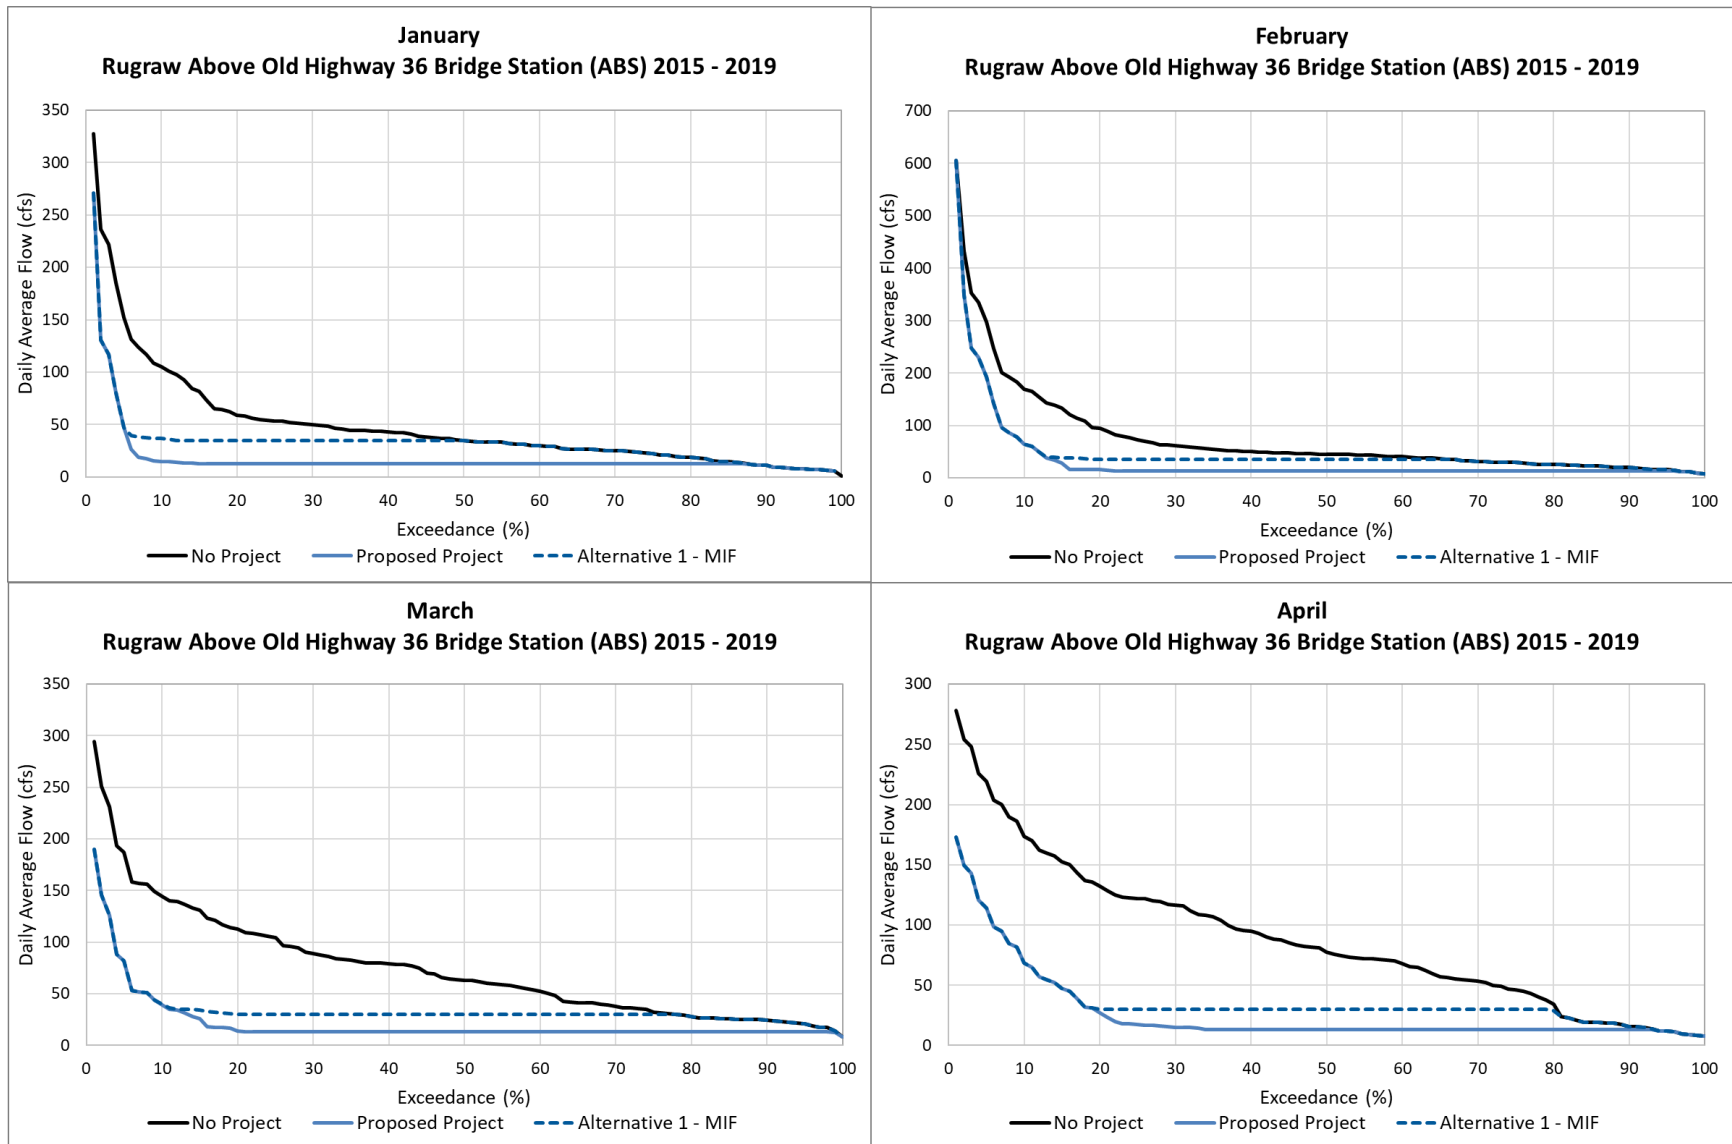 January
Rugraw Above Old Highway 36 Bridge Station (ABS) 2015 - 2019
350
300
250
200
150
100
50
0
Daily Average Flow (cfs)
0 10 20 30 40 50 60 70 80 90 100
Exceedance (%)
No Project Proposed Project Alternative 1 - MIF
February
Rugraw Above Old Highway 36 Bridge Station (ABS) 2015 - 2019
700
600
500
400
300
200
100
0
Daily Average Flow (cfs)
0 10 20 30 40 50 60 70 80 90 100
Exceedance (%)
No Project Proposed Project Alternative 1 - MIF
March
Rugraw Above Old Highway 36 Bridge Station (ABS) 2015 - 2019
350
300
250
200
150
100
50
0
Daily Average Flow (cfs)
0 10 20 30 40 50 60 70 80 90 100
Exceedance (%)
No Project Proposed Project Alternative 1 - MIF
April
Rugraw Above Old Highway 36 Bridge Station (ABS) 2015 - 2019
300
250
200
150
100
50
0
Daily Average Flow (cfs)
0 10 20 30 40 50 60 70 80 90 100
Exceedance (%)
No Project Proposed Project Alternative 1 - MIF